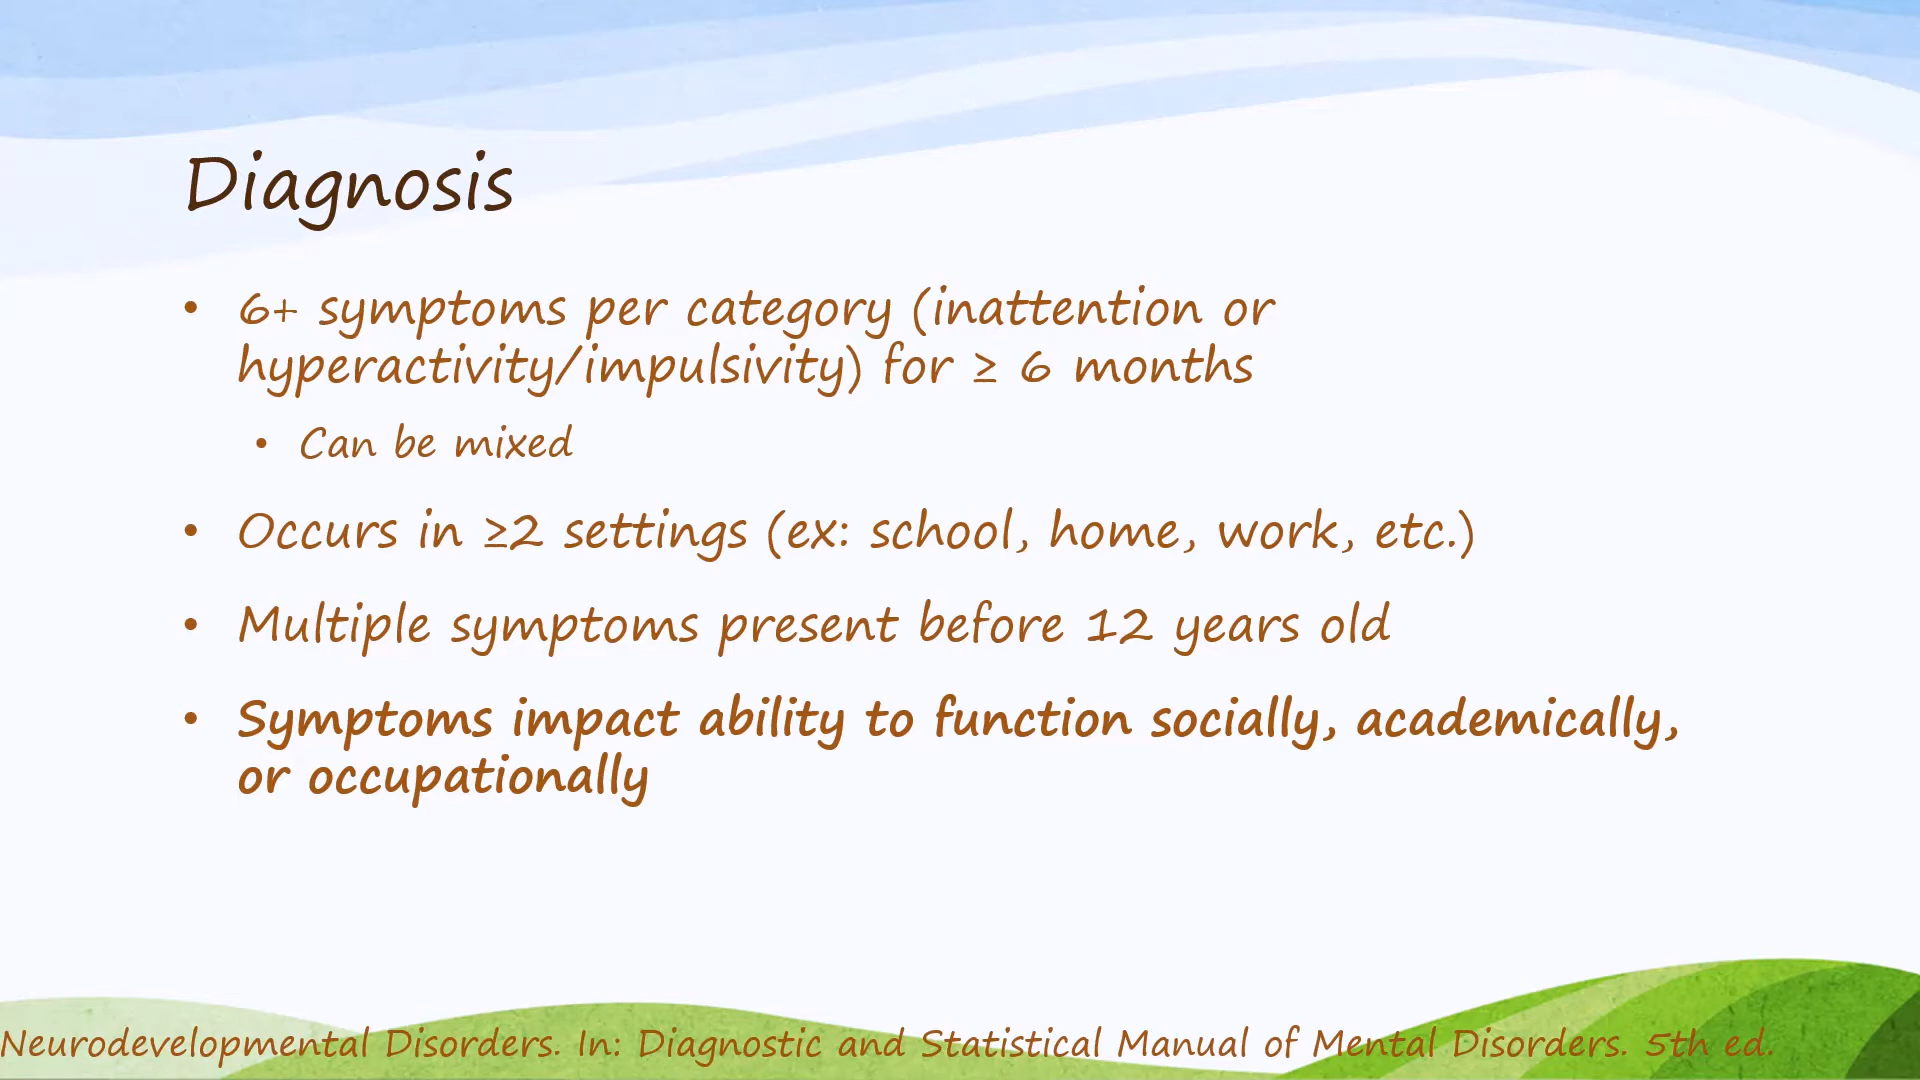 Diagnosis
• 6+ symptoms per category (inattention or
hyperactivity/impulsivity) for ≥ 6 months
• Can be mixed
• Occurs in ≥2 settings (ex: school, home, work, etc.)
• Multiple symptoms present before 12 years old
• Symptoms impact ability to function socially, academically,
or occupationally
Neurodevelopmental Disorders. In: Diagnostic and Statistical Manual of Mental Disorders. 5th ed.